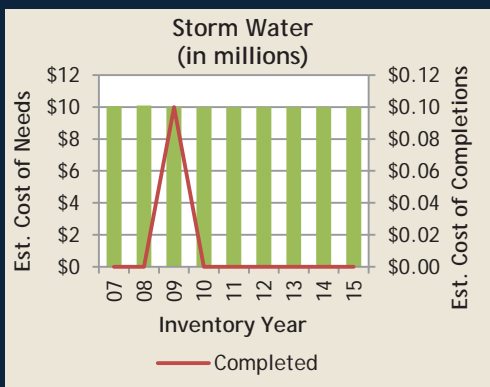 Storm Water
(in millions)
Est. Cost of Needs
$12
$10
$8
$6
$4
$2
$0
$0.12
$0.10
$0.08
$0.06
$0.04
$0.02
$0.00
Est. Cost of Completions
07 08 09 10 11 12 13 14 15
Inventory Year
Completed